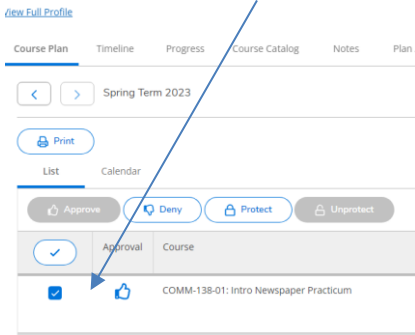 View Full Profile
Course Plan Timeline Progress Course Catalog Notes Plan
Spring Term 2023
Print
List Calendar
Approve Deny Protect Unprotect
Approval Course
COMM-138-01: Intro Newspaper Practicum